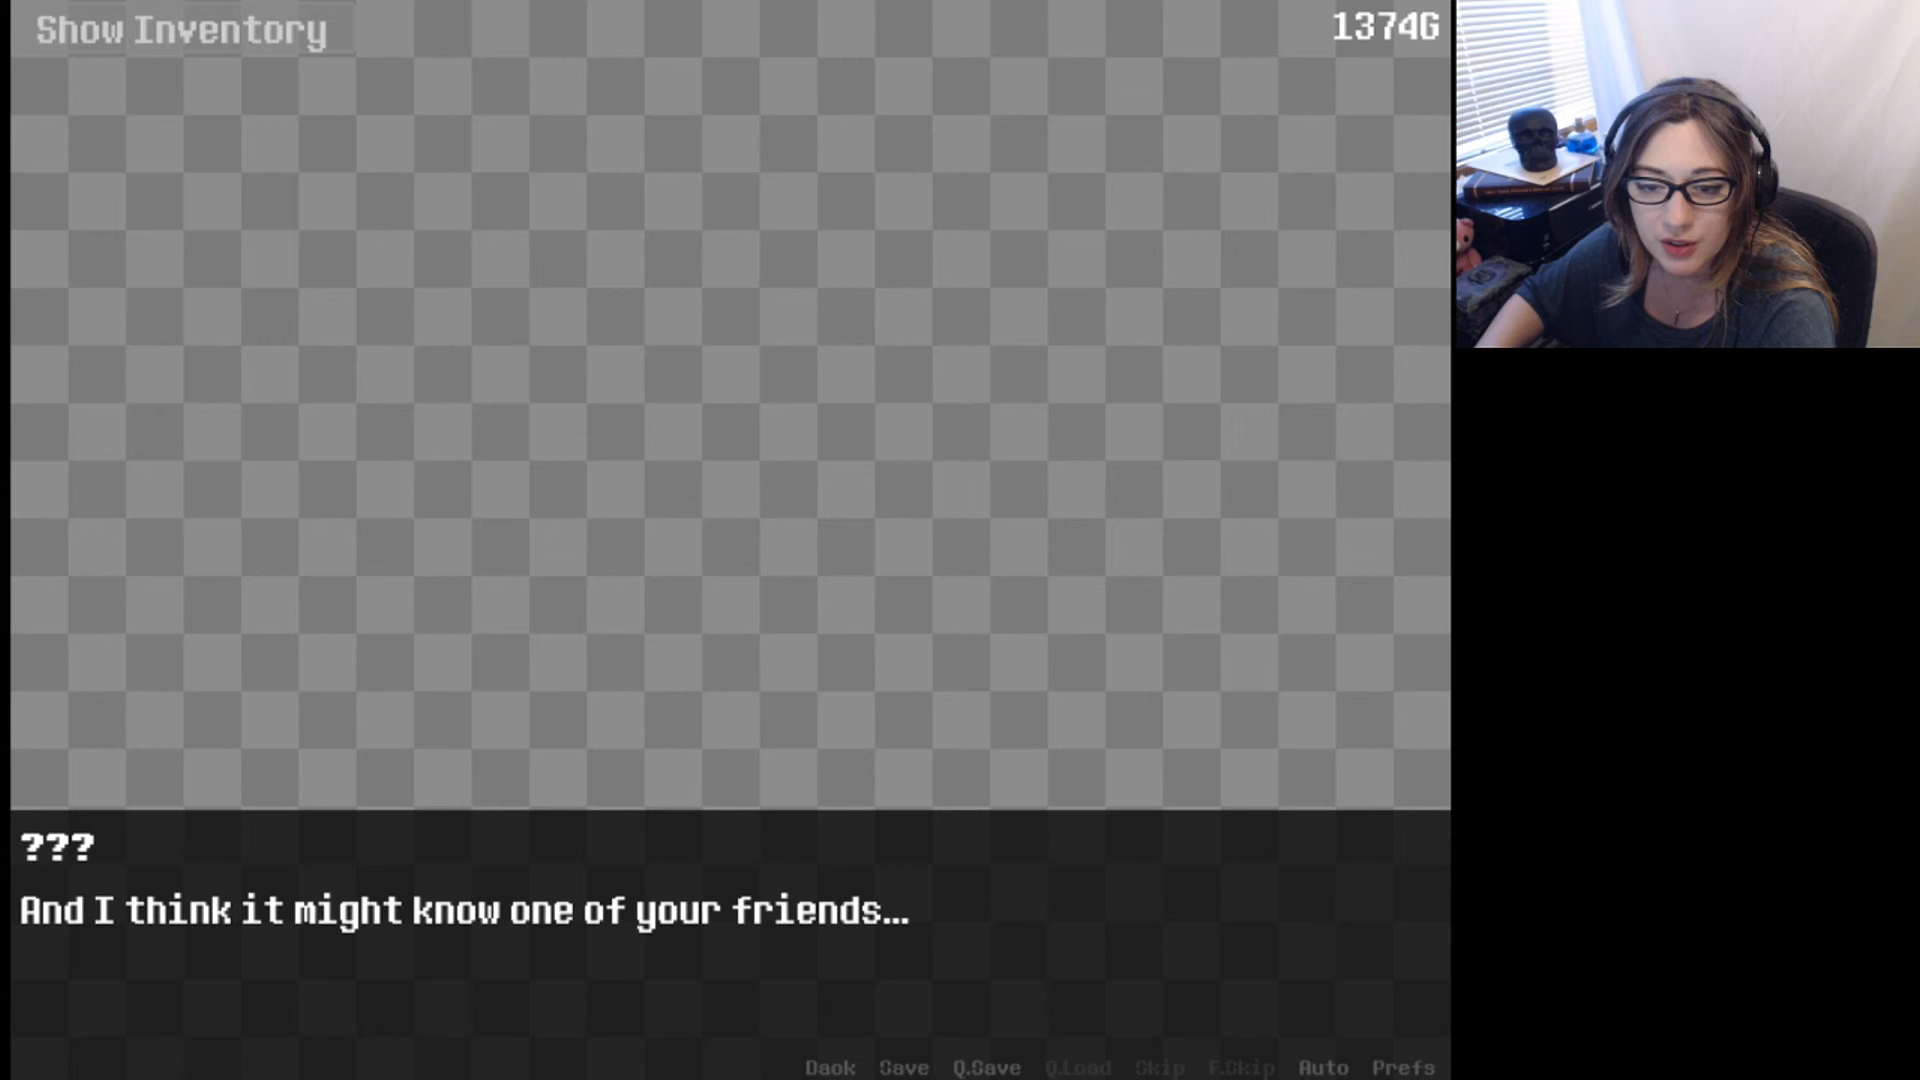 Show Inventory
1374G
???
And I think it might know one of your friends...
Back Save Q.Save Q.Load Skip F.Skip Auto Prefs